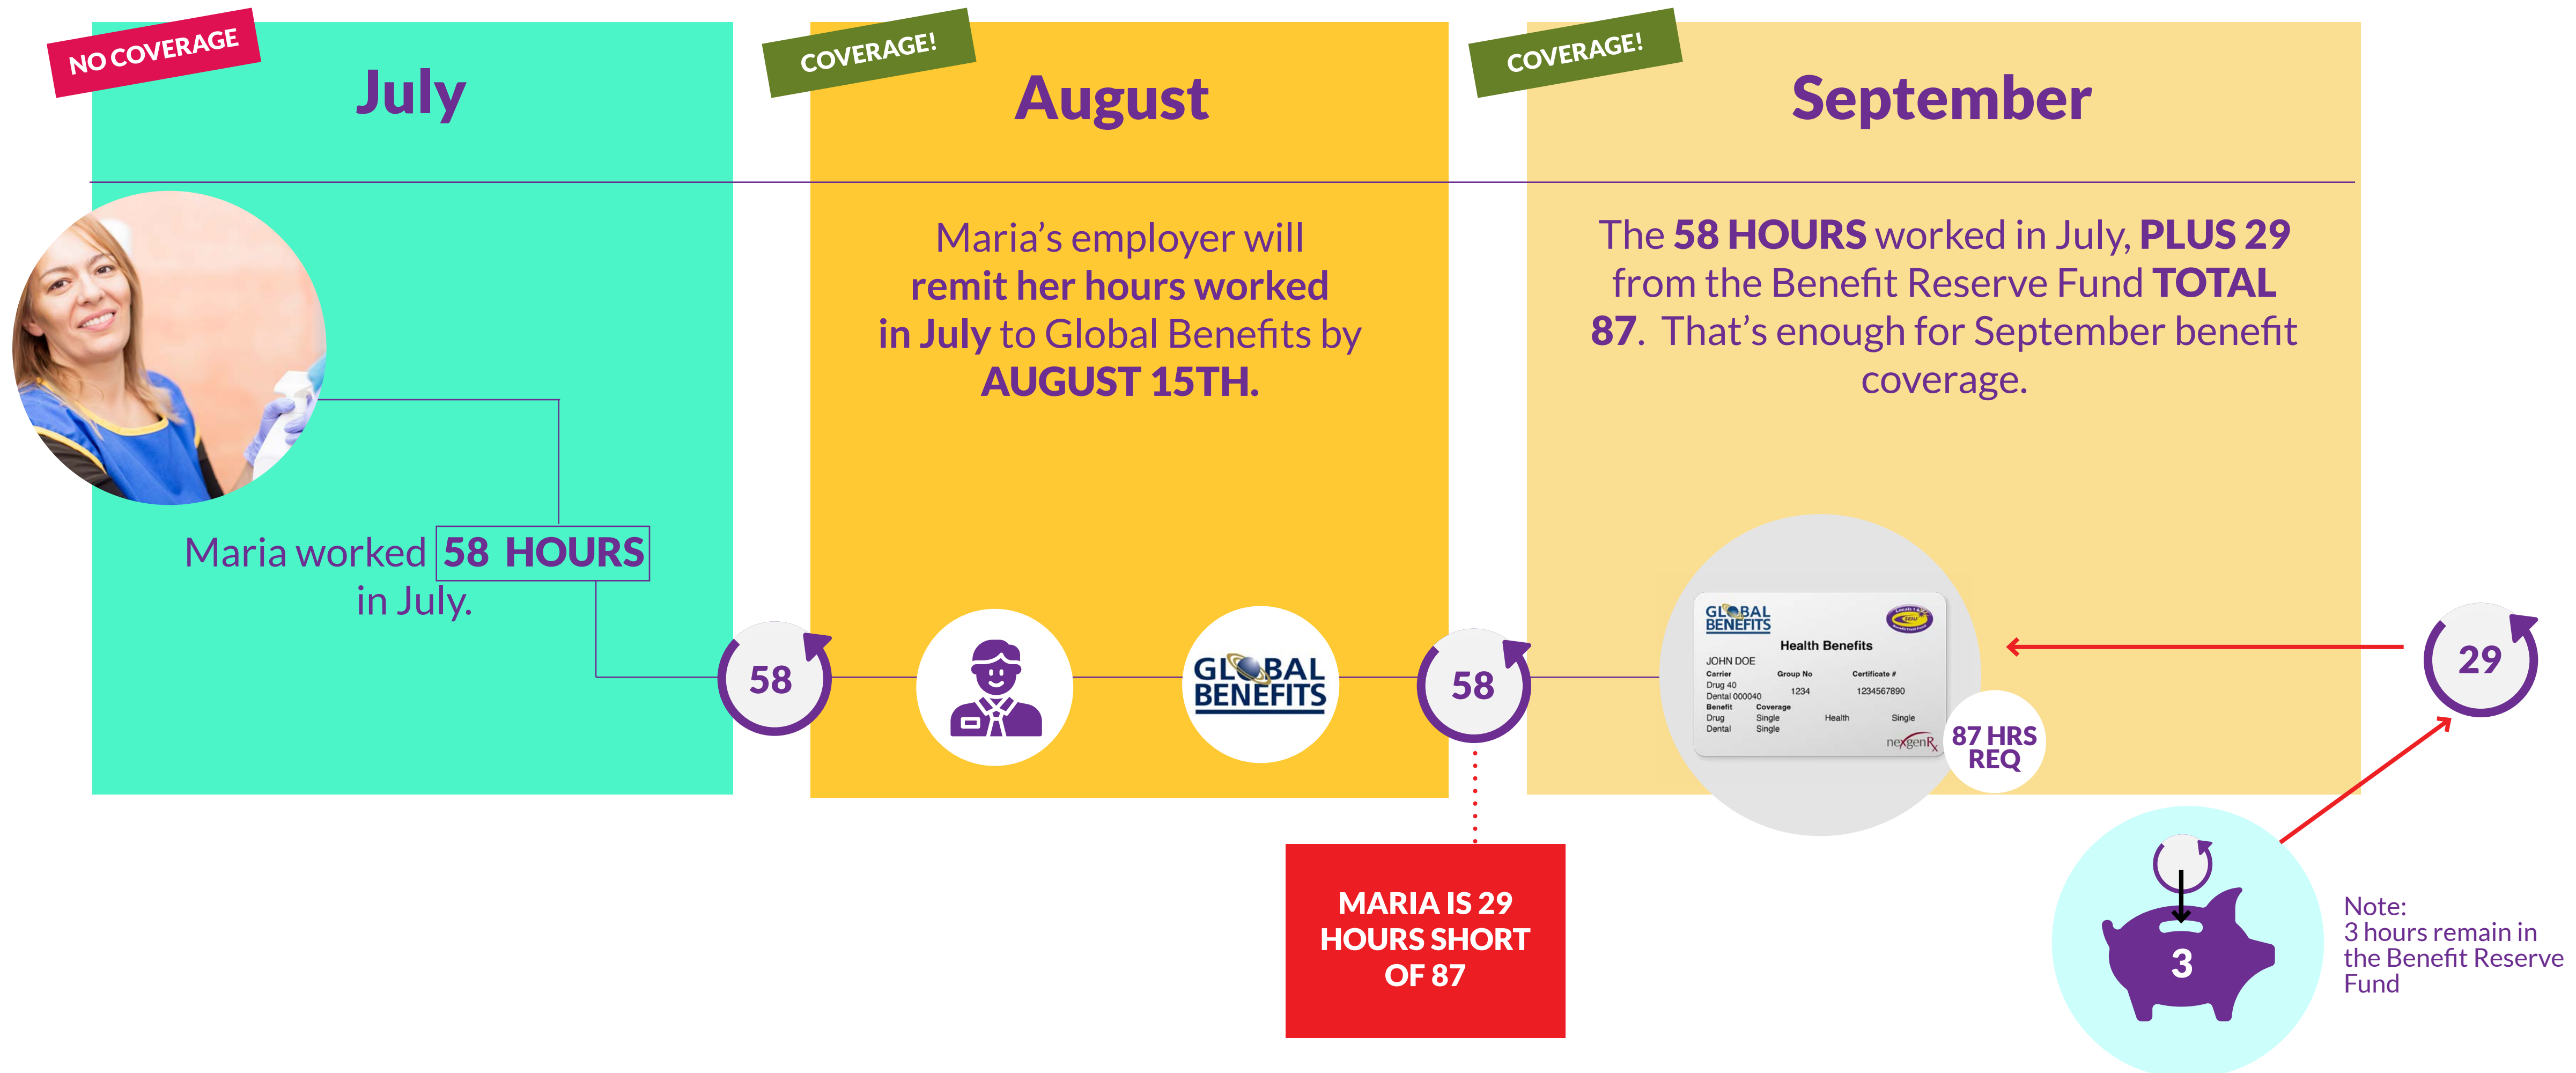 NO COVERAGE
July
Maria worked 58 HOURS
in July.
58
COVERAGE!
August
Maria’s employer will
remit her hours worked
in July to Global Benefits by
AUGUST 15TH.
GLOBAL
BENEFITS
58
MARIA IS 29
HOURS SHORT
OF 87
COVERAGE!
September
The 58 HOURS worked in July, PLUS 29
from the Benefit Reserve Fund TOTAL
87. That’s enough for September benefit
coverage.
GLOBAL
BENEFITS
SEIU
Health Benefits
JOHN DOE
Carrier Group No Certificate #
Drug 40
Dental 000040 1234 1234567890
Benefit Coverage
Drug Single Health Single
Dental Single
nexgenRx
87 HRS
REQ
29
3
Note:
3 hours remain in
the Benefit Reserve
Fund